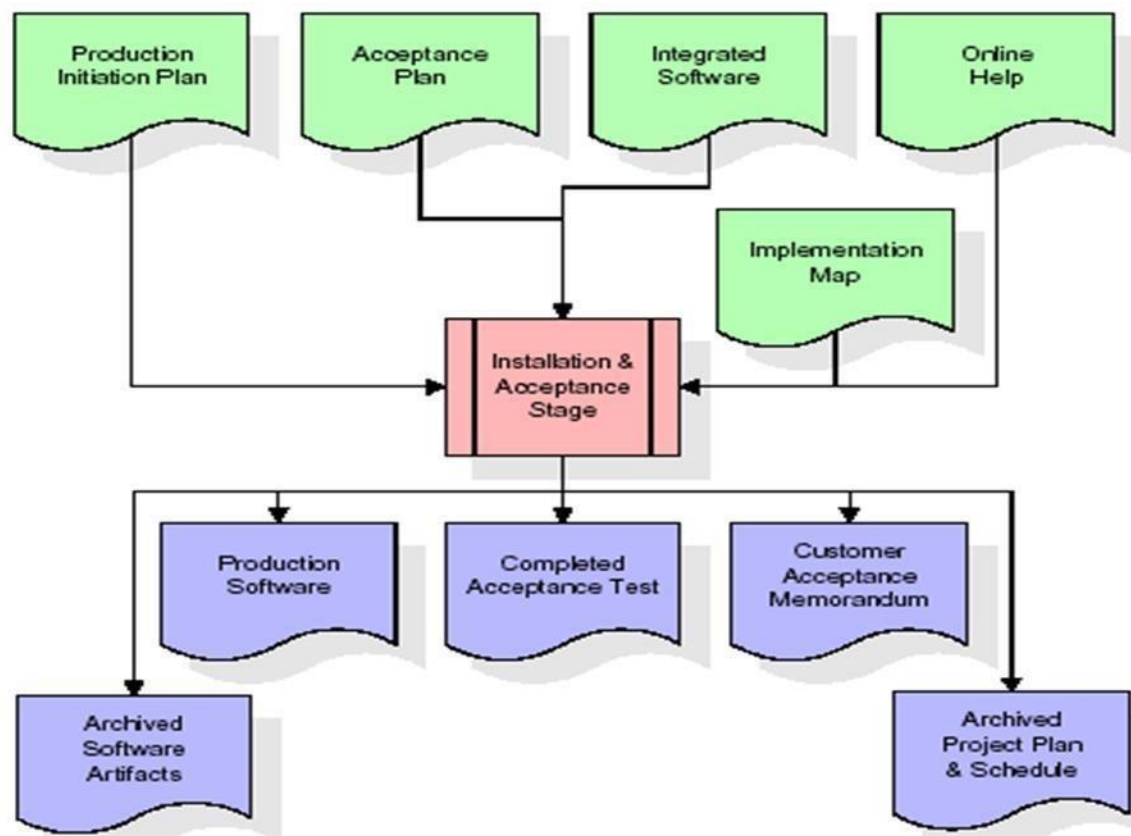 Production
Initiation Plan
Acceptance
Plan
Integrated
Software
Online
Help
Implementation
Map
Installation &
Acceptance
Stage
Production
Software
Completed
Acceptance Test
Customer
Acceptance
Memorandum
Archived
Software
Artifacts
Archived
Project Plan
& Schedule